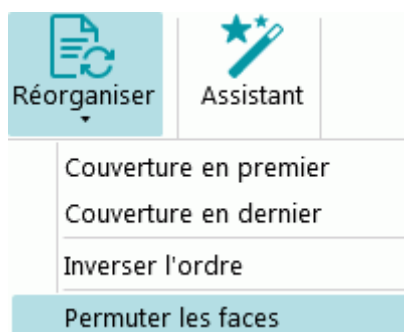 Réorganiser
Assistant
Couverture en premier
Couverture en dernier
Inverser l'ordre
Permuter les faces